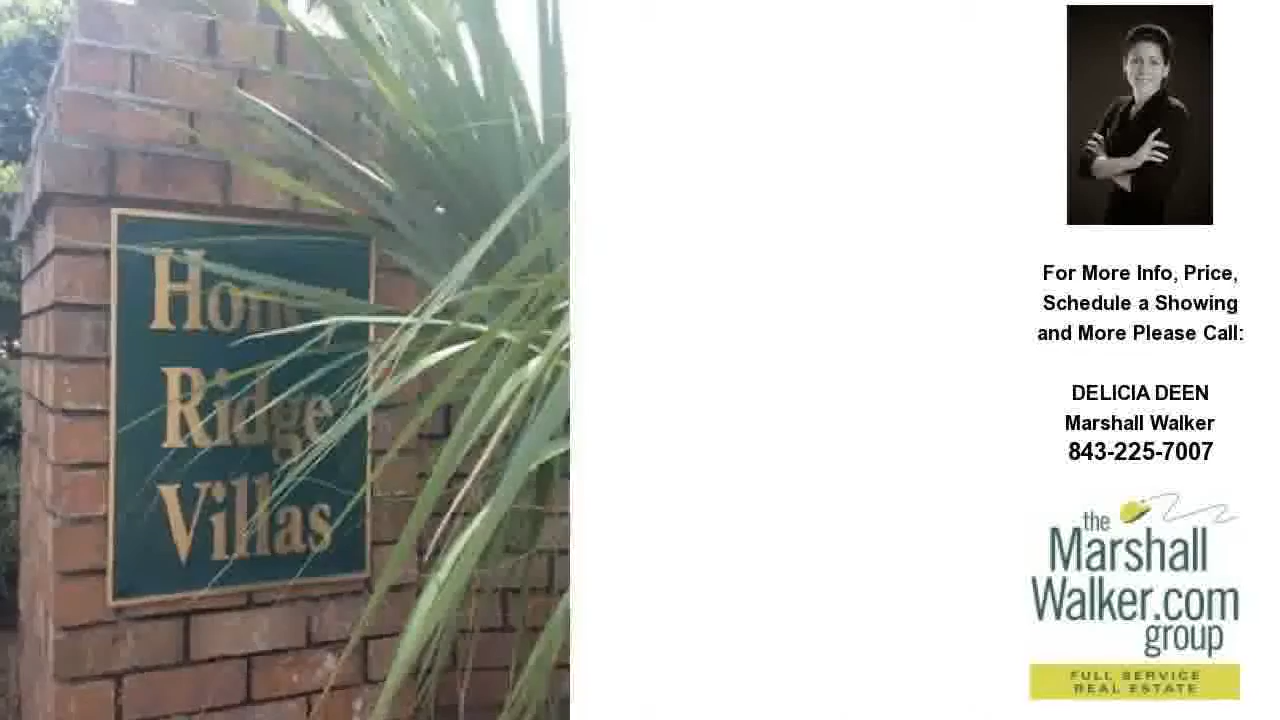 Ridge
Villas
For More Info, Price,
Schedule a Showing
and More Please Call:
DELICIA DEEN
Marshall Walker
843-225-7007
the
Marshall
Walker.com
group
FULL SERVICE
REAL ESTATE